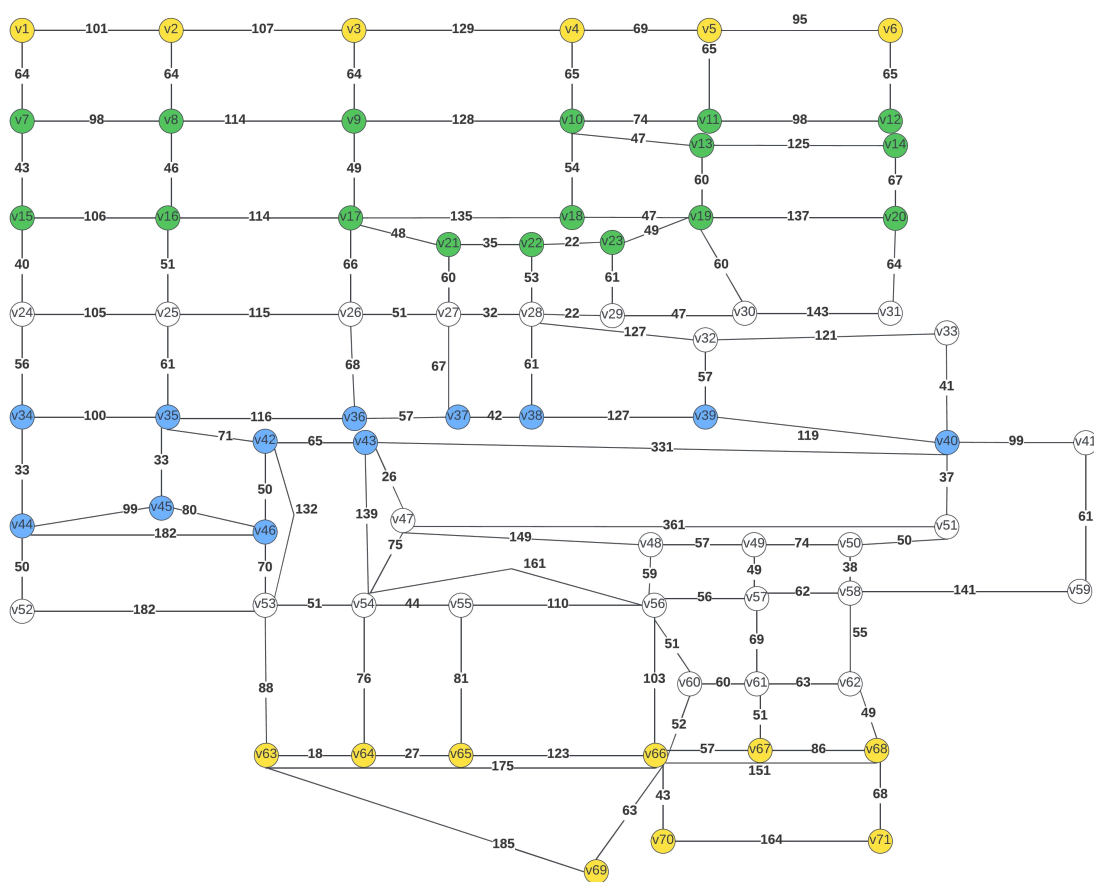 95
v1 101 v2 107 v3 129 v4 69 v5 v6
65
64 64 64 65 65
v7 98 v8 114 v9 128 v10 74 v11 98 v12
47 v13 125 v14
43 46 49 54
60 67
v15 106 v16 114 v17 135 v18 47 v19 137 v20
48 49
v21 35 v22 22 v23
40 51 66 60 53 61 60 64
v24 105 v25 115 v26 51 v27 32 v28 22 v29 47 v30 143 v31
127 v32 121 v33
56 61 68 67 61 57 41
v34 100 v35 116 v36 57 v37 42 v38 127 v39
71 v42 65 v43 331 119 v40 99 v41
33 33 26 37
50
99 v45 80 132 139 61
v44 182 v46 v47 361 v51
75 149 v48 57 v49 74 v50 50
50 70 161 59 49 38
v52 182 v53 51 v54 44 v55 110 v56 56 v57 62 v58 141 v59
51 69 55
88 76 81 103 v60 60 v61 63 v62
52 51 49
v63 18 v64 27 v65 123 v66 57 v67 86 v68
175 151
43 68
63
185 v70 164 v71
v69